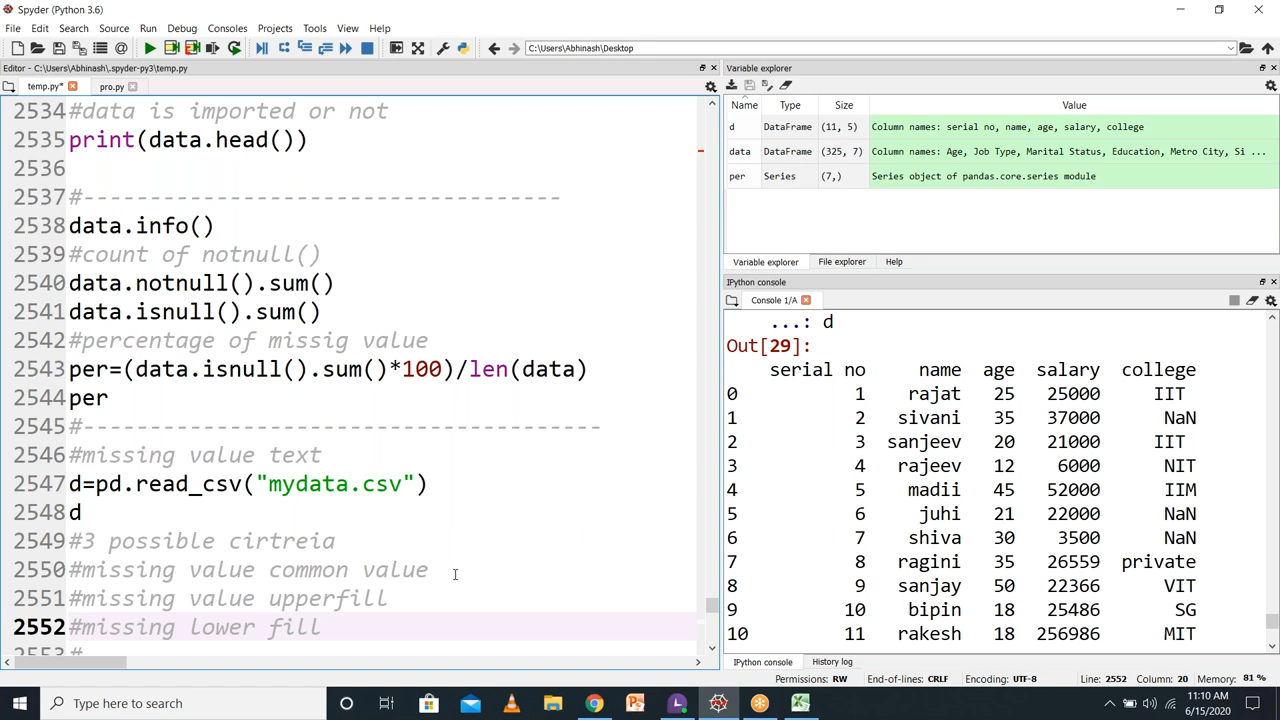 Spyder (Python 3.6)
File Edit Search Source Run Debug Consoles Projects Tools View Help
C:\Users\Abhinash\Desktop
Editor - C:\Users\Abhinash\.spyder-py3\temp.py
temp.py* pro.py
2534 #data is imported or not
2535 print(data.head())
2536
2537 #------------------------------------
2538 data.info()
2539 #count of notnull()
2540 data.notnull().sum()
2541 data.isnull().sum()
2542 #percentage of missig value
2543 per=(data.isnull().sum()*100)/len(data)
2544 per
2545 #---------------------------------------
2546 #missing value text
2547 d=pd.read_csv("mydata.csv")
2548 d
2549 #3 possible cirtreia
2550 #missing value common value
2551 #missing value upperfill
2552 #missing lower fill
2553 #
Variable explorer
Name Type Size Value
d DataFrame (11, 5) Column names: serial no, name, age, salary, college
data DataFrame (325, 7) Column names: Age, Job Type, Marital Status, Education, Metro City, Si ...
per Series (7,) Series object of pandas.core.series module
Variable explorer File explorer Help
IPython console
Console 1/A
...: d
Out[29]:
serial no name age salary college
0 1 rajat 25 25000 IIT
1 2 sivani 35 37000 NaN
2 3 sanjeev 20 21000 IIT
3 4 rajeev 12 6000 NIT
4 5 madii 45 52000 IIM
5 6 juhi 21 22000 NaN
6 7 shiva 30 3500 NaN
7 8 ragini 35 26559 private
8 9 sanjay 50 22366 VIT
9 10 bipin 18 25486 SG
10 11 rakesh 18 256986 MIT
IPython console History log
Permissions: RW End-of-lines: CRLF Encoding: UTF-8 Line: 2552 Column: 20 Memory: 81 %
Type here to search
11:10 AM
6/15/2020